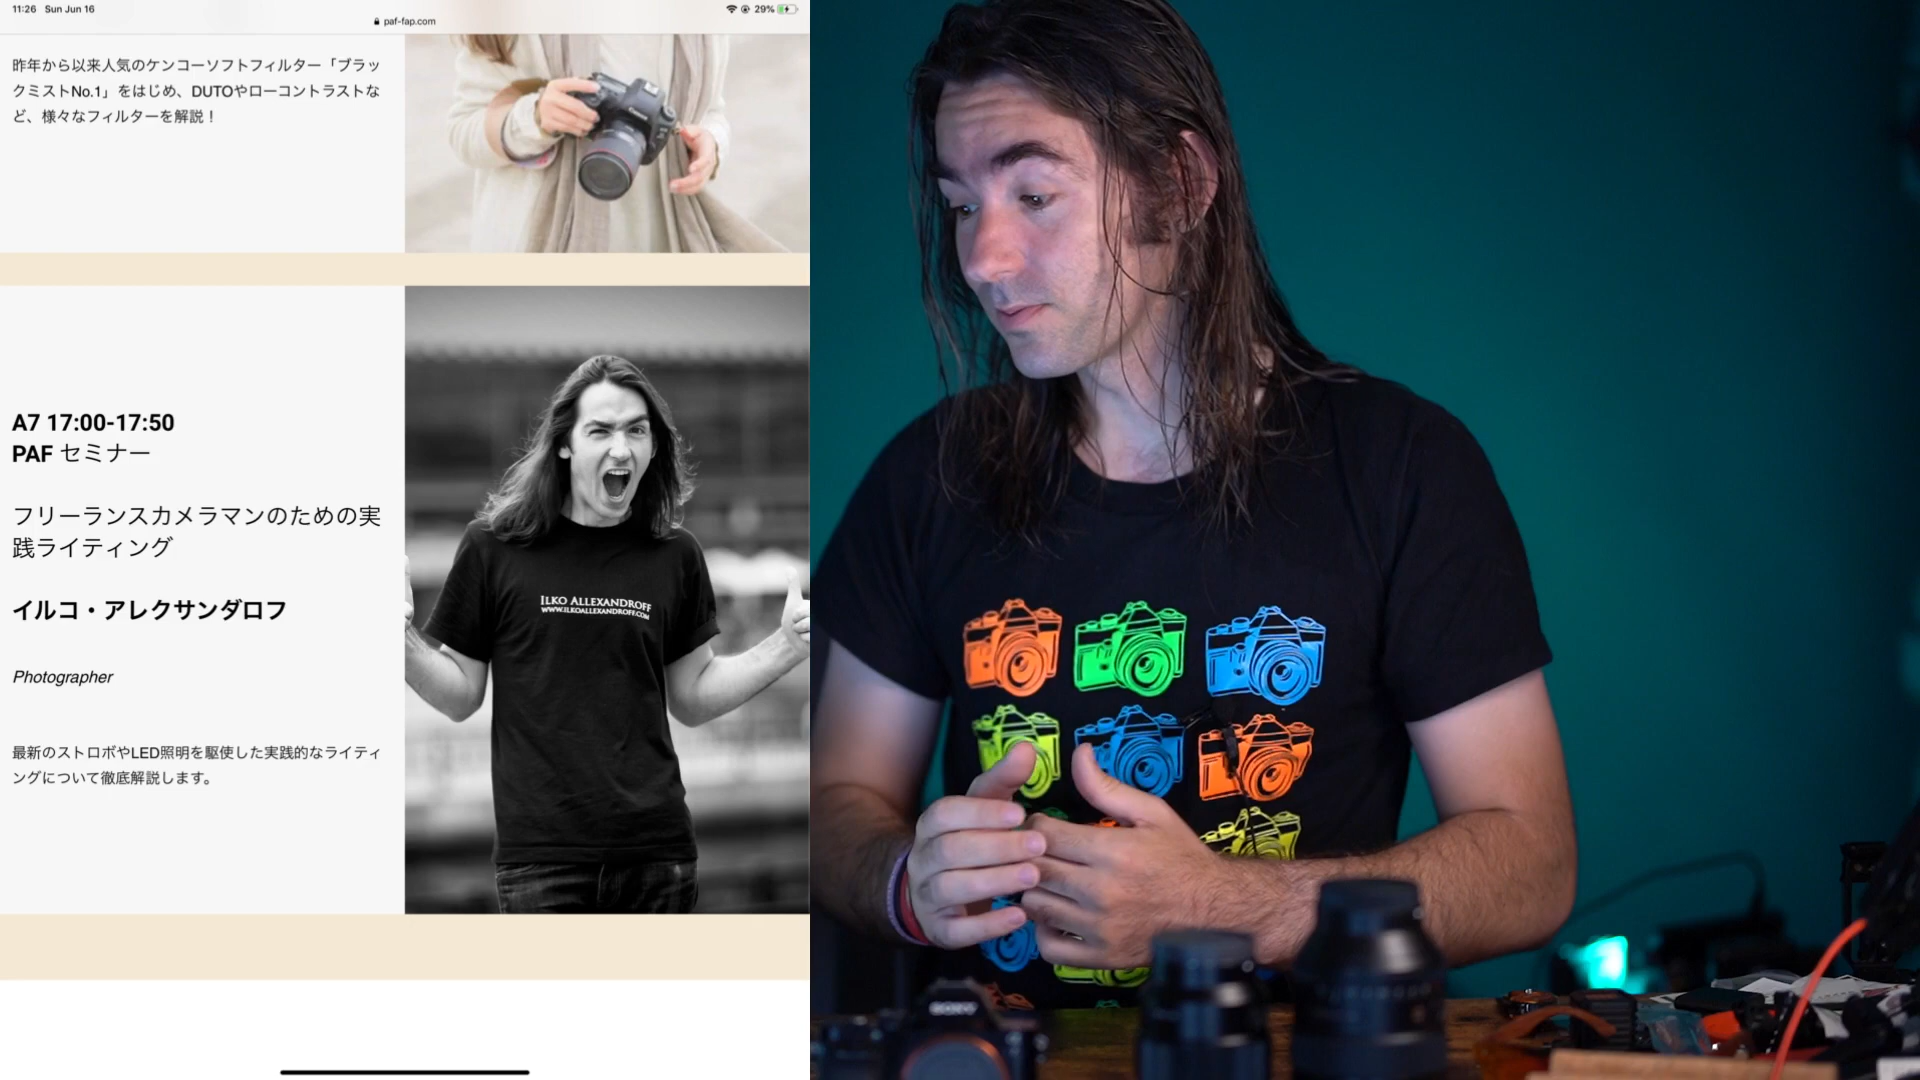 11:26 Sun Jun 16
29%
paf-fap.com
昨年から以来人気のケンコーソフトフィルター「ブラッ
クミストNo.1」をはじめ、DUTOやローコントラストな
ど、様々なフィルターを解説！
A7 17:00-17:50
PAF セミナー
フリーランスカメラマンのための実
践ライティング
イルコ・アレクサンダロフ
Photographer
最新のストロボやLED照明を駆使した実践的なライティ
ングについて徹底解説します。
ILKO ALLEXANDROFF
WWW.ILKOALLEXANDROFF.COM
SONY